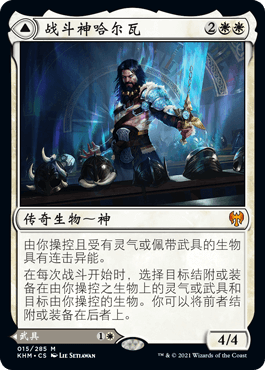 战斗神哈尔瓦 2
传奇生物～神
由你操控且受有灵气或佩带武具的生物
具有连击异能。
在每次战斗开始时，选择目标结附或装
备在由你操控之生物上的灵气或武具和
目标由你操控的生物。你可以将前者结
附或装备在后者上。
武具 1
4/4
015/285 M
KHM • CS LIE SETIAWAN
™ & © 2021 Wizards of the Coast